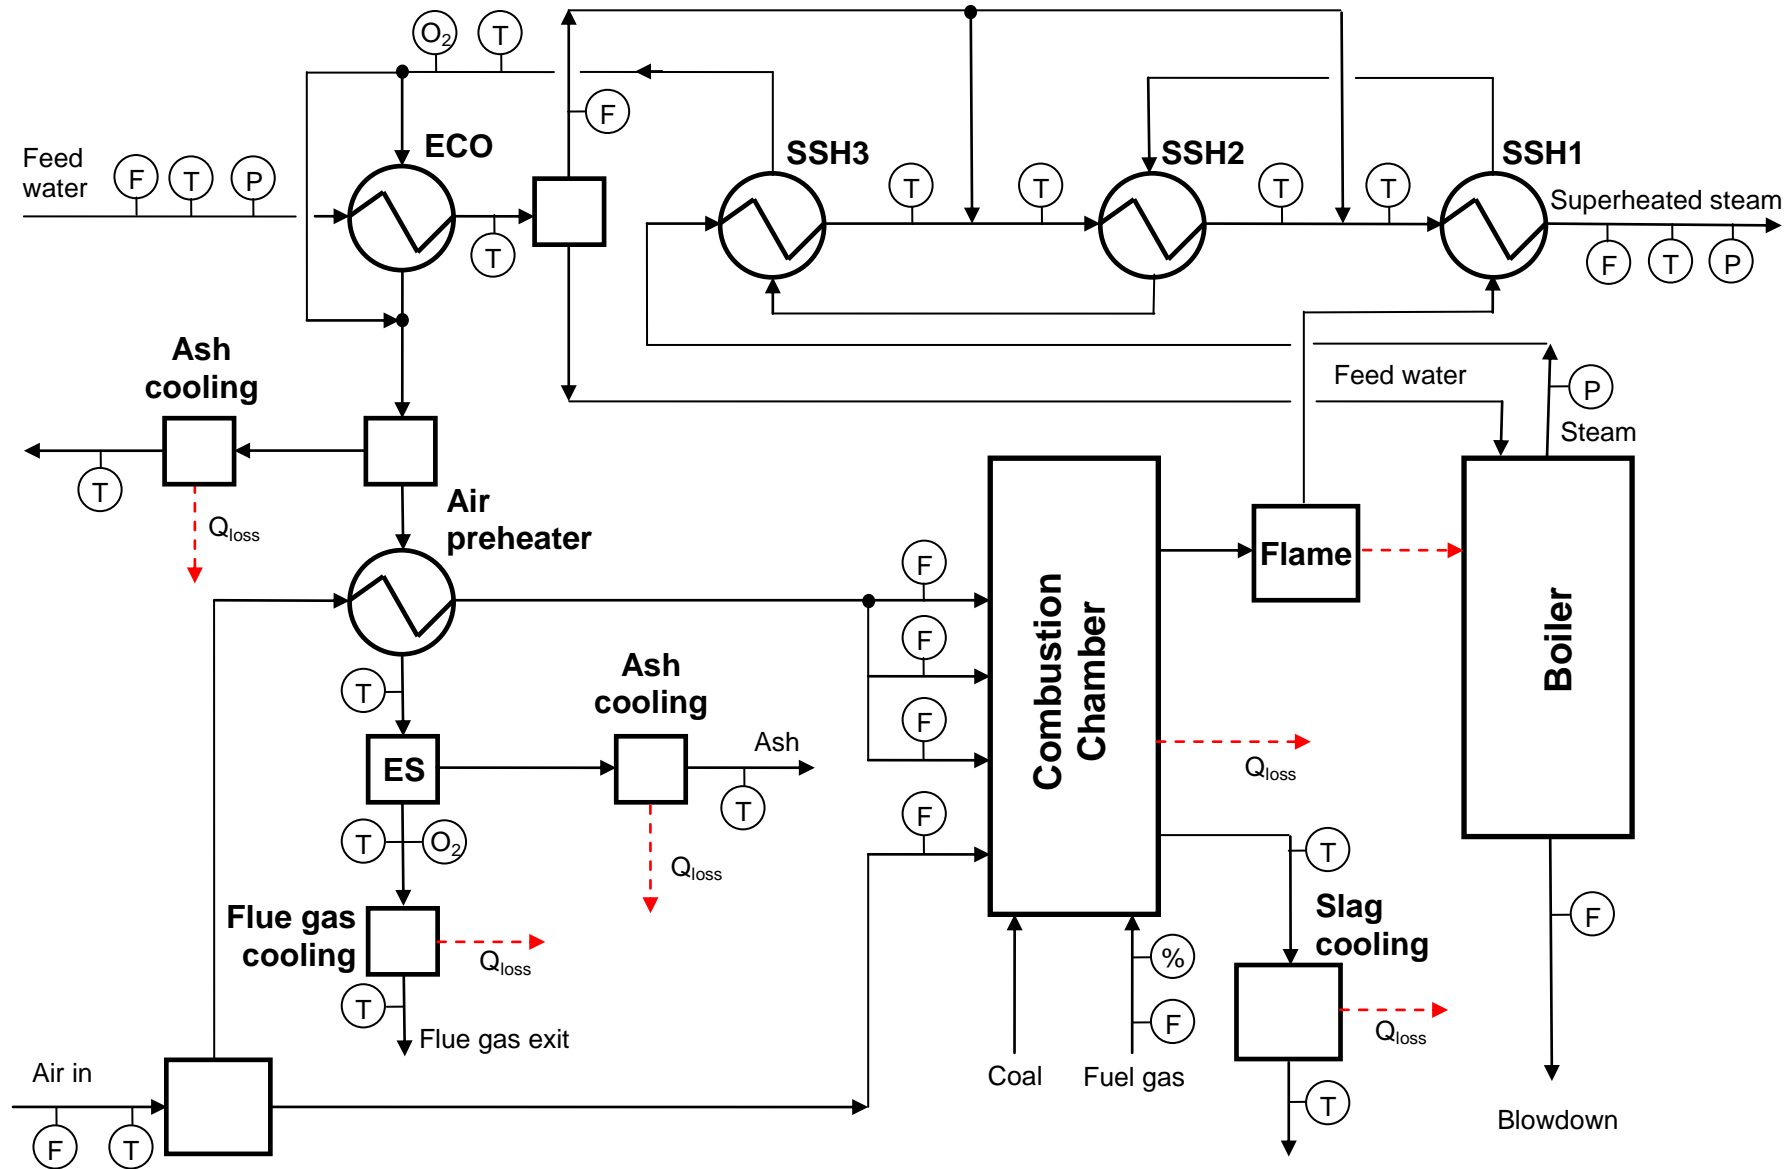 O2
T
F
ECO
SSH3
SSH2
SSH1
Feed
water
F
T
P
T
T
T
T
Superheated steam
T
F
T
P
Ash
cooling
Feed water
P
Steam
T
Qloss
Air
preheater
F
Flame
F
Combustion
Chamber
Boiler
T
Ash
cooling
F
Ash
ES
T
Qloss
F
T
O2
Qloss
T
Flue gas
cooling
Qloss
Slag
cooling
F
%
T
F
Qloss
Flue gas exit
Air in
Coal
Fuel gas
T
Blowdown
F
T